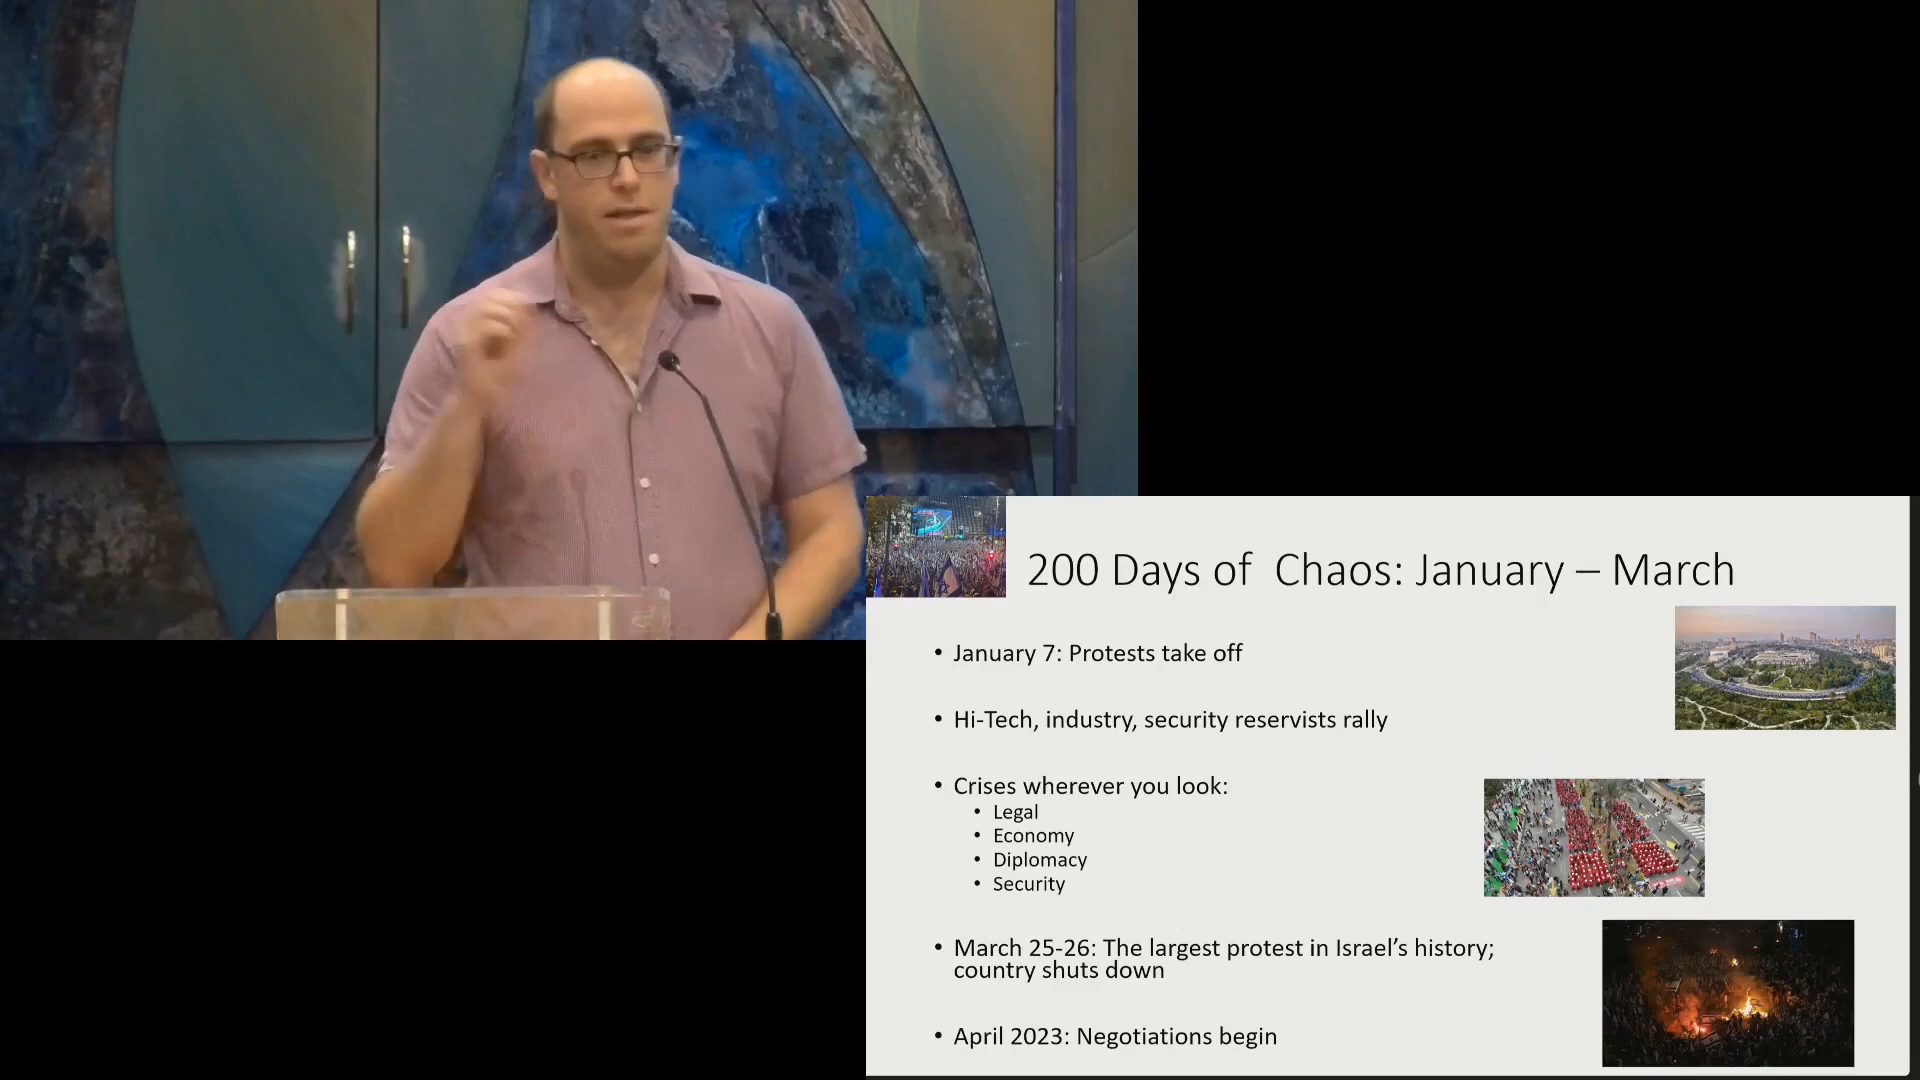 200 Days of Chaos: January – March
• January 7: Protests take off
• Hi-Tech, industry, security reservists rally
• Crises wherever you look:
• Legal
• Economy
• Diplomacy
• Security
• March 25-26: The largest protest in Israel’s history;
country shuts down
• April 2023: Negotiations begin